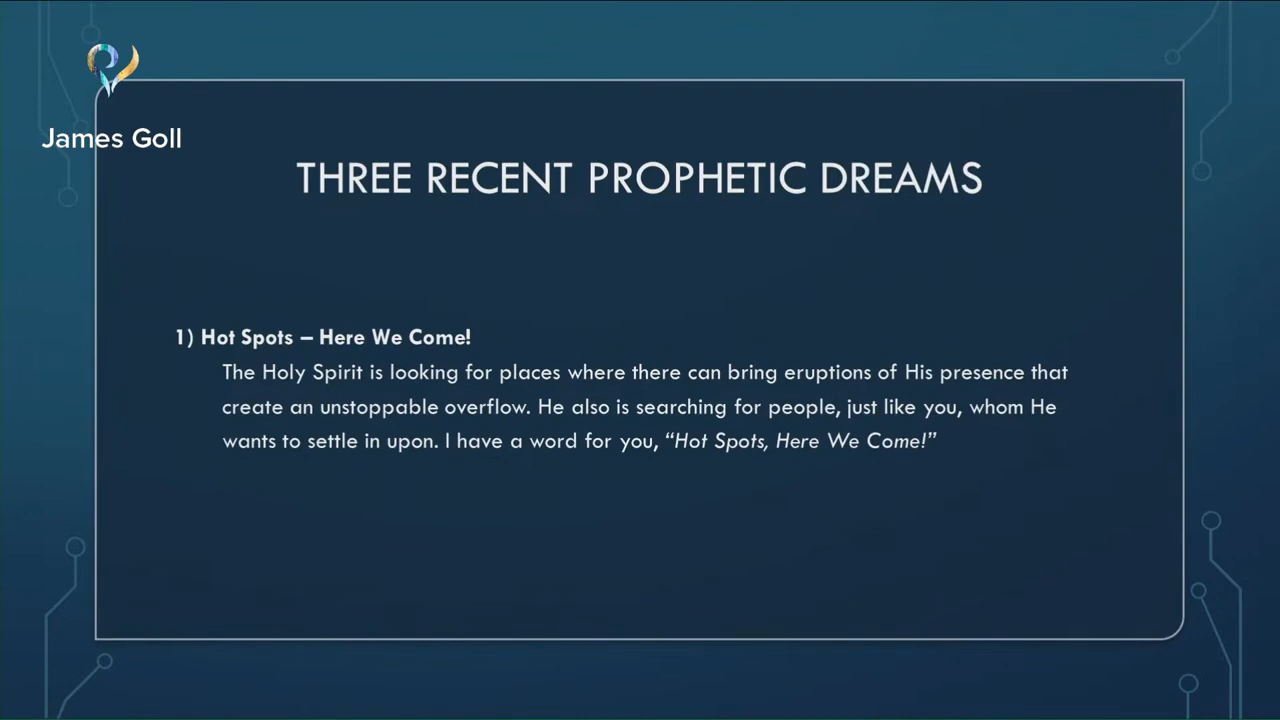 James Goll
THREE RECENT PROPHETIC DREAMS
1) Hot Spots – Here We Come!
The Holy Spirit is looking for places where there can bring eruptions of His presence that
create an unstoppable overflow. He also is searching for people, just like you, whom He
wants to settle in upon. I have a word for you, “Hot Spots, Here We Come!”